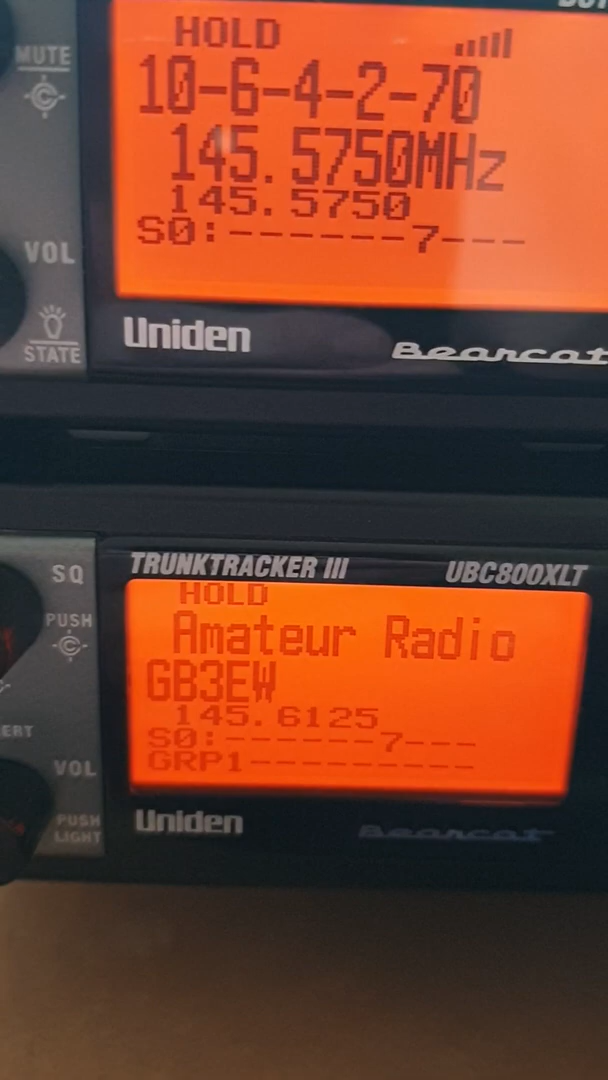 HOLD
MUTE
10-6-4-2-70
145.5750MHz
145.5750
S0:------7---
VOL
STATE
Uniden
Bearcat
TRUNKTRACKER III UBC800XLT
SQ
HOLD
PUSH
Amateur Radio
GB3EW
145.6125
ERT
S0:------7---
GRP1----------
VOL
PUSH
LIGHT
Uniden
Bearcat